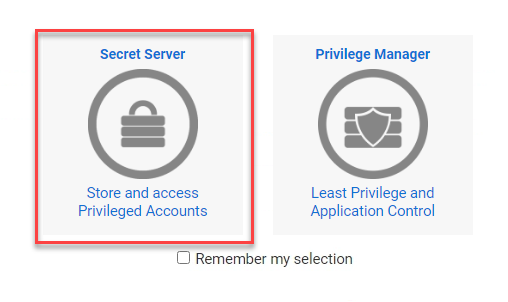 Secret Server
Store and access
Privileged Accounts
Privilege Manager
Least Privilege and
Application Control
Remember my selection